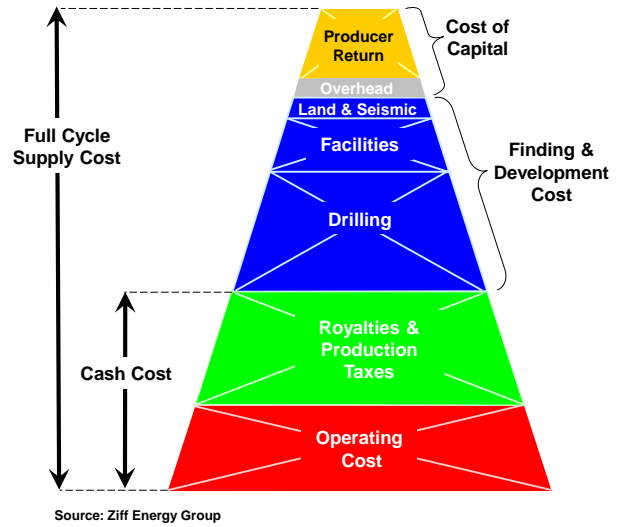 Producer
Return
Cost of
Capital
Overhead
Land & Seismic
Full Cycle
Supply Cost
Facilities
Finding &
Development
Cost
Drilling
Royalties &
Production
Taxes
Cash Cost
Operating
Cost
Source: Ziff Energy Group